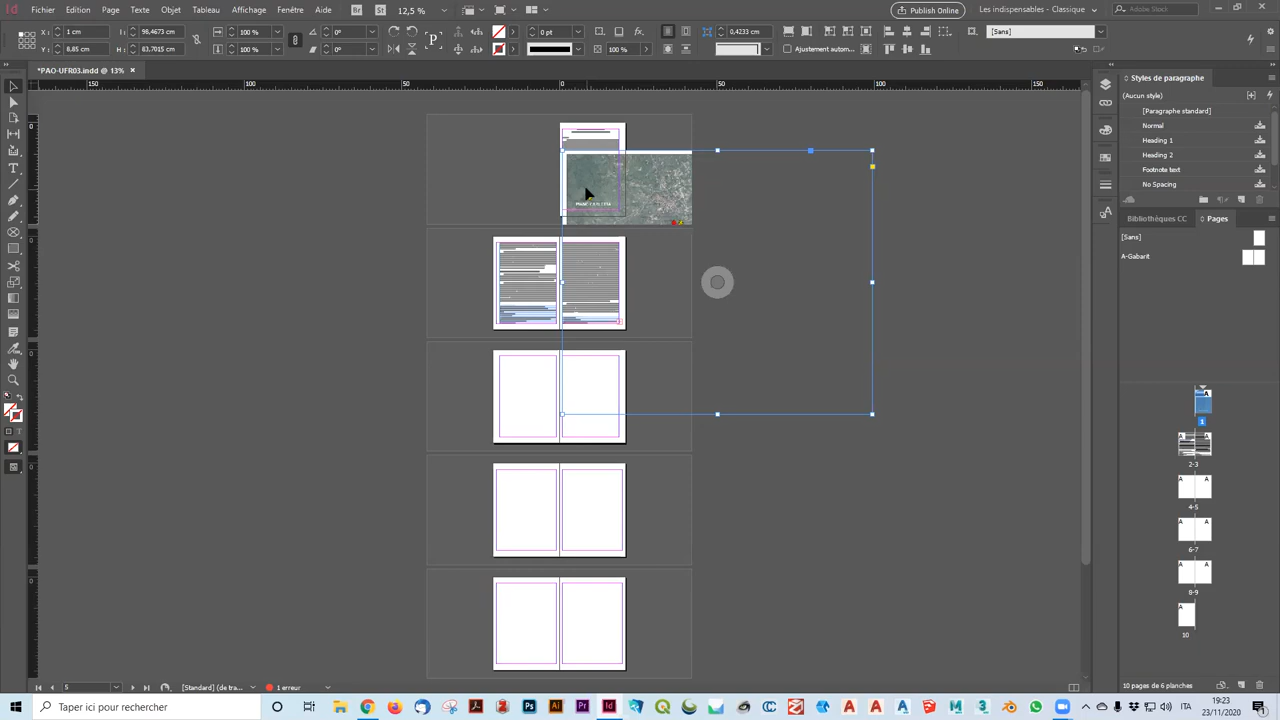 Id Fichier Edition Page Texte Objet Tableau Affichage Fenêtre Aide Br St 12,5 % Publish Online Les indispensables - Classique Adobe Stock
X: 1 cm L: 98,4673 cm 100 % 0° P 0 pt 0,4233 cm [Sans]
Y: 8.85 cm H: 83,7015 cm 100 % 0° 100 % Ajustement autom.
*PAO-UFR03.indd @ 13%
150 100 50 0 50 100 150
Styles de paragraphe
(Aucun style)
[Paragraphe standard]
Normal
Heading 1
Heading 2
Footnote text
No Spacing
Bibliothèques CC Pages
[Sans]
A-Gabarit
A
1
A A
2-3
A A
4-5
A A
6-7
A A
8-9
A
10
5 [Standard] (de tra... 1 erreur
10 pages de 6 planches
Taper ici pour rechercher
ITA 19:23
23/11/2020